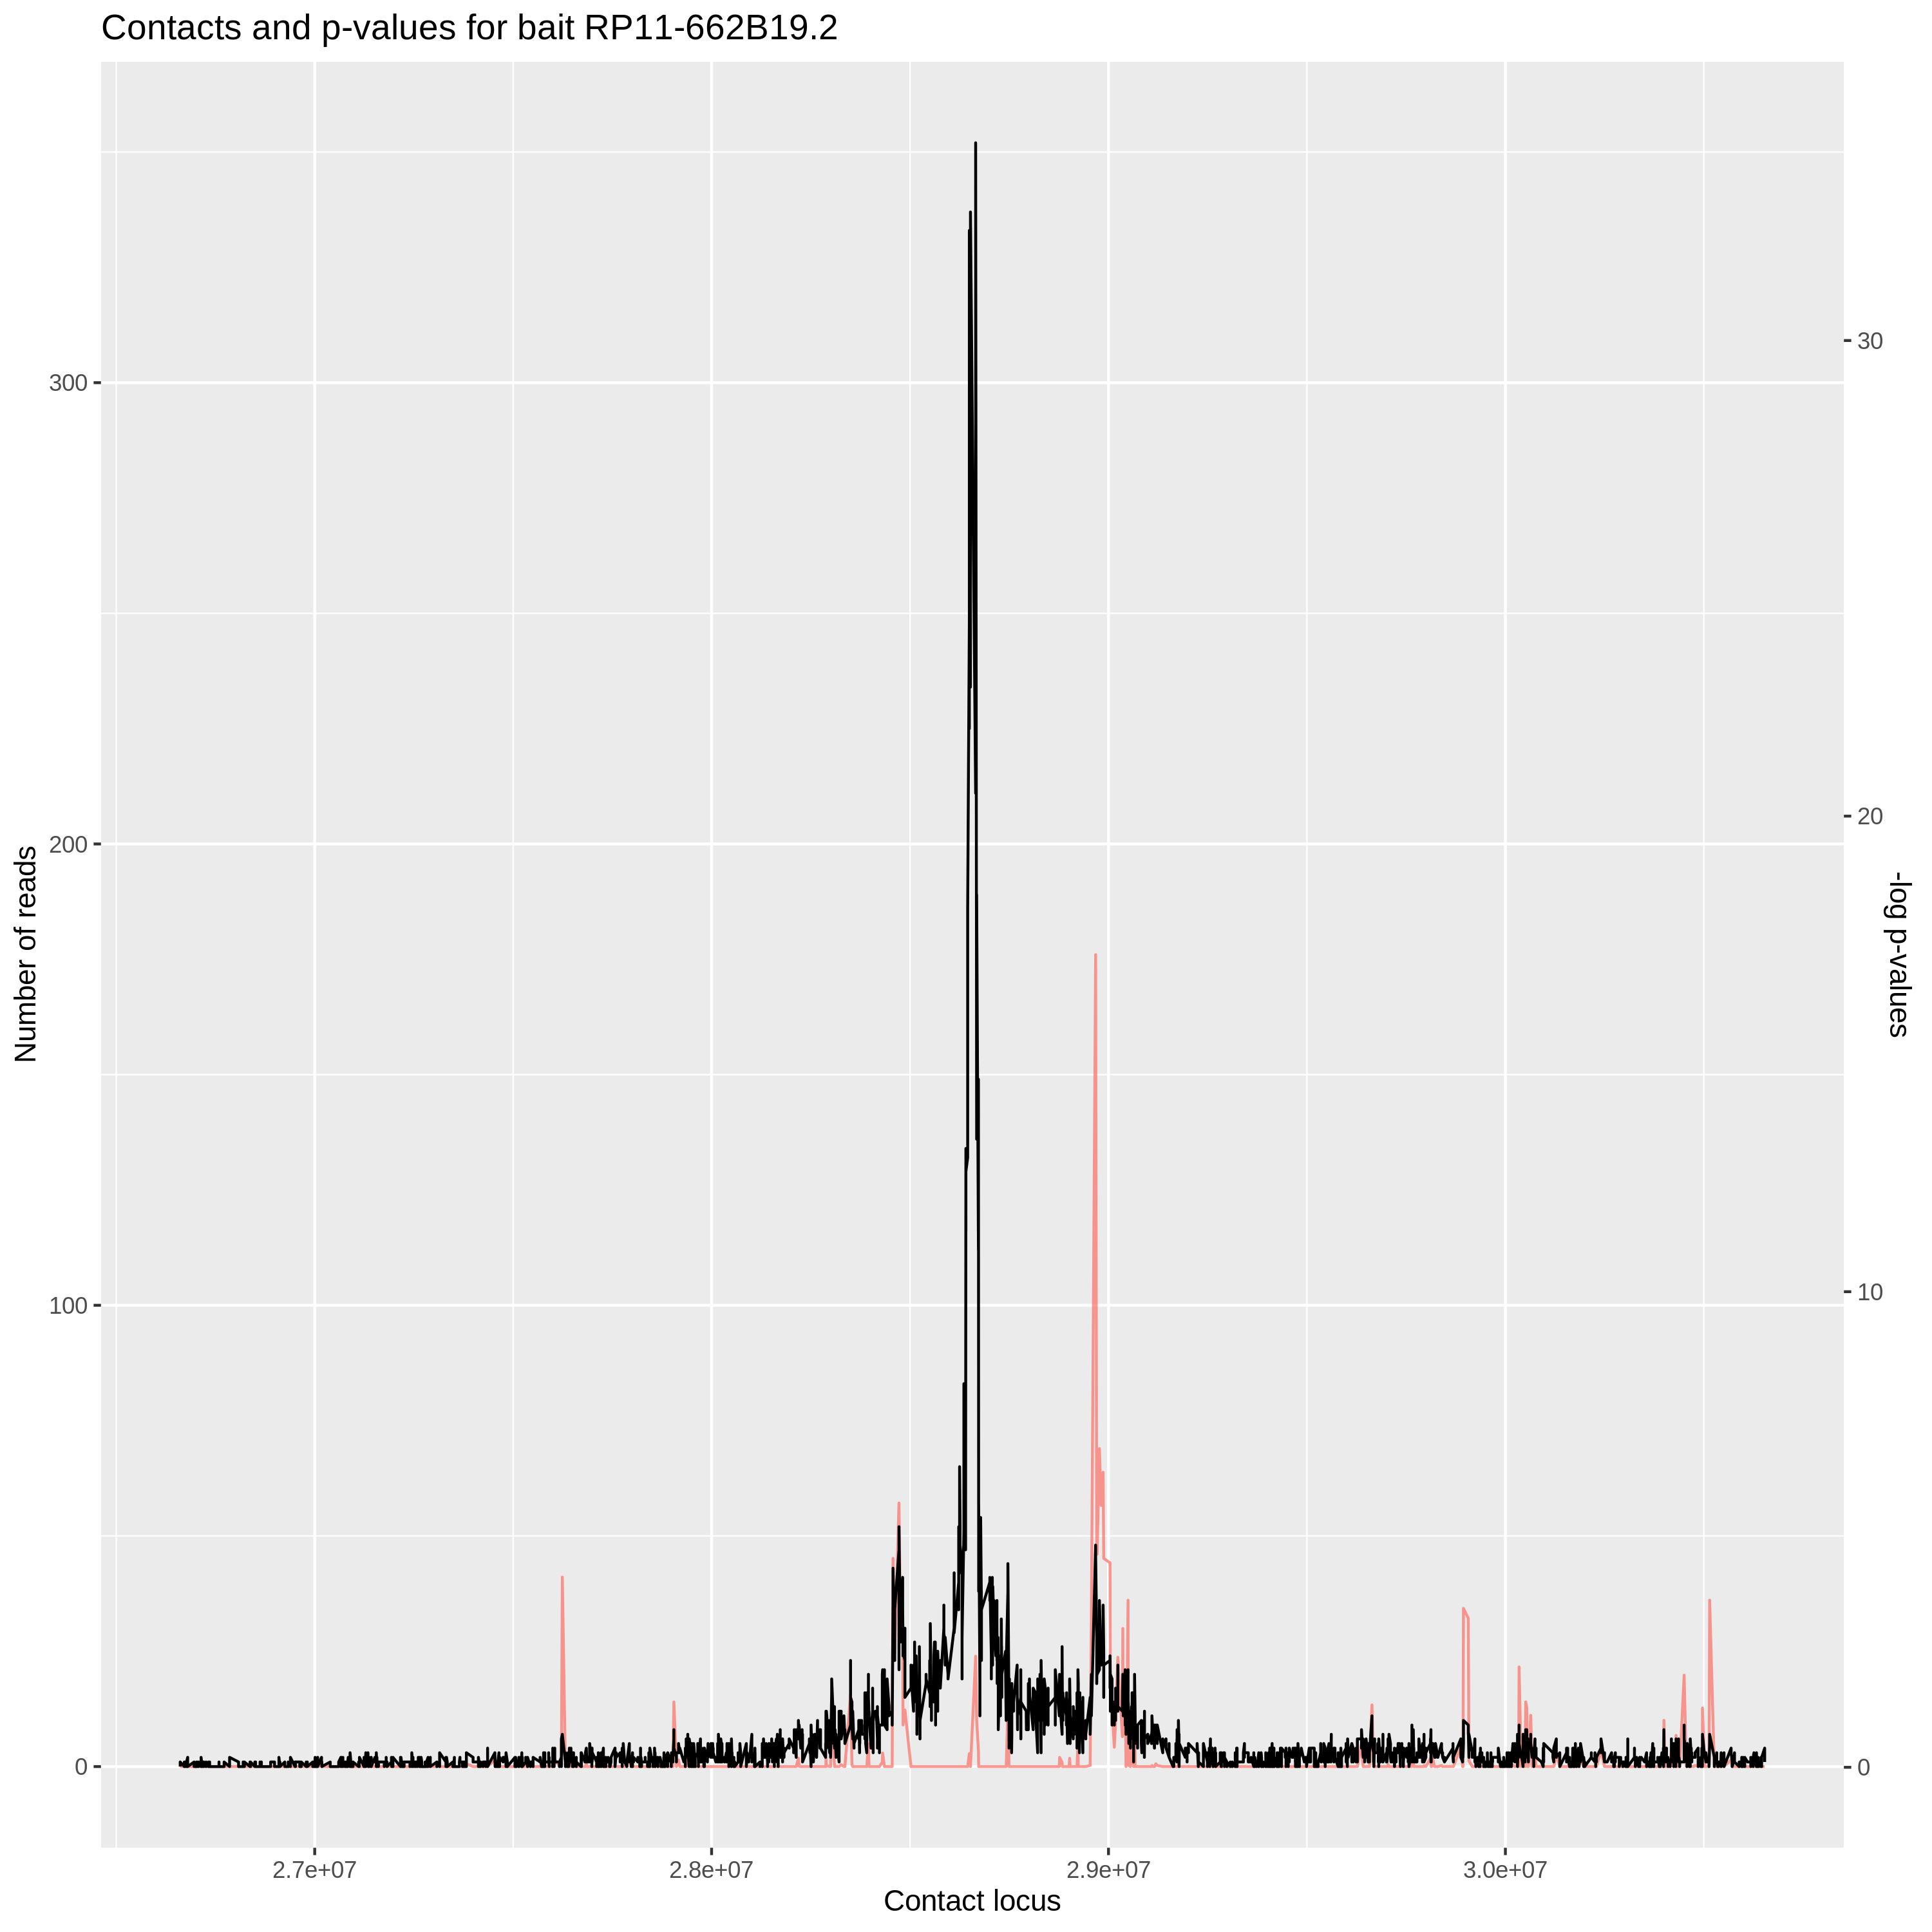 Contacts and p-values for bait RP11-662B19.2
Number of reads
300
200
100
0
30
20
10
0
-log p-values
2.7e+07 2.8e+07 2.9e+07 3.0e+07
Contact locus